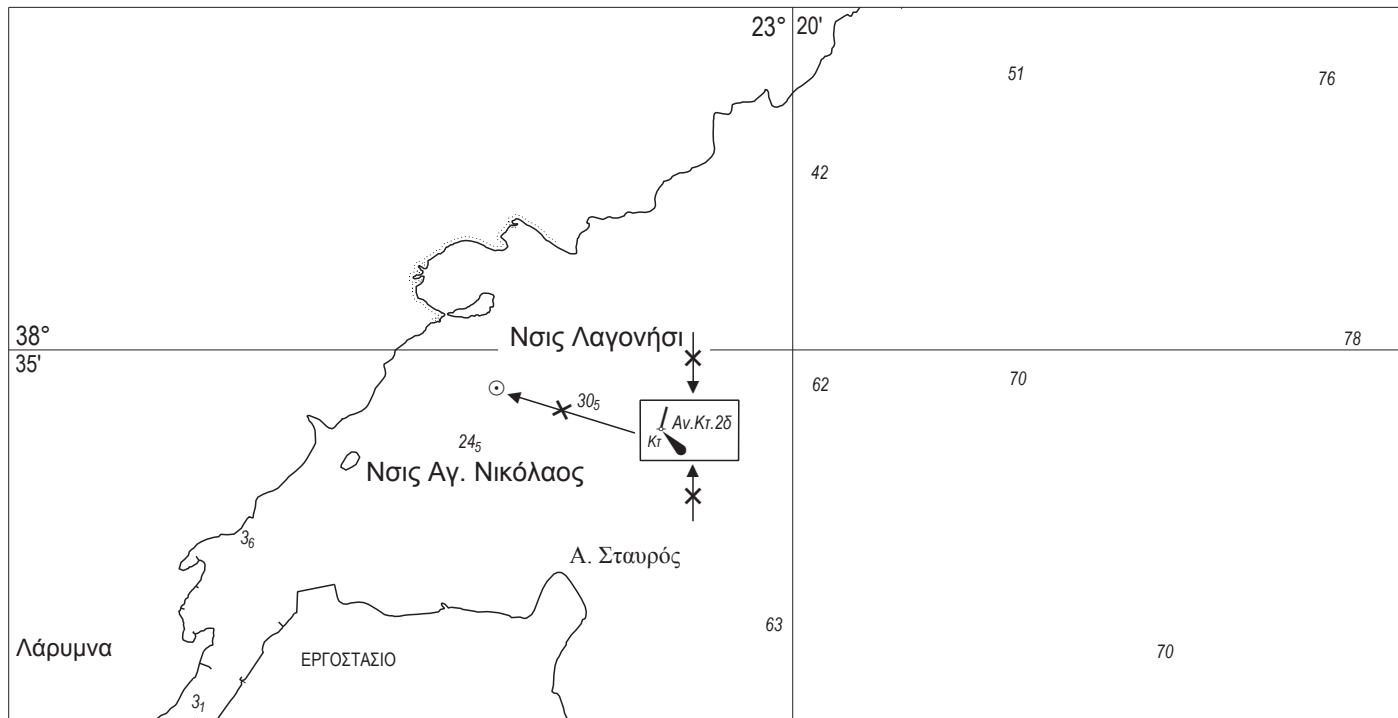 23° 20'
51
76
42
Νσις Λαγονήσι
38°
35'
78
62
70
30₅
Αν.Κτ.2δ
Κτ
24₅
Νσις Αγ. Νικόλαος
3₆
Α. Σταυρός
63
Λάρυμνα
ΕΡΓΟΣΤΑΣΙΟ
70
3₁